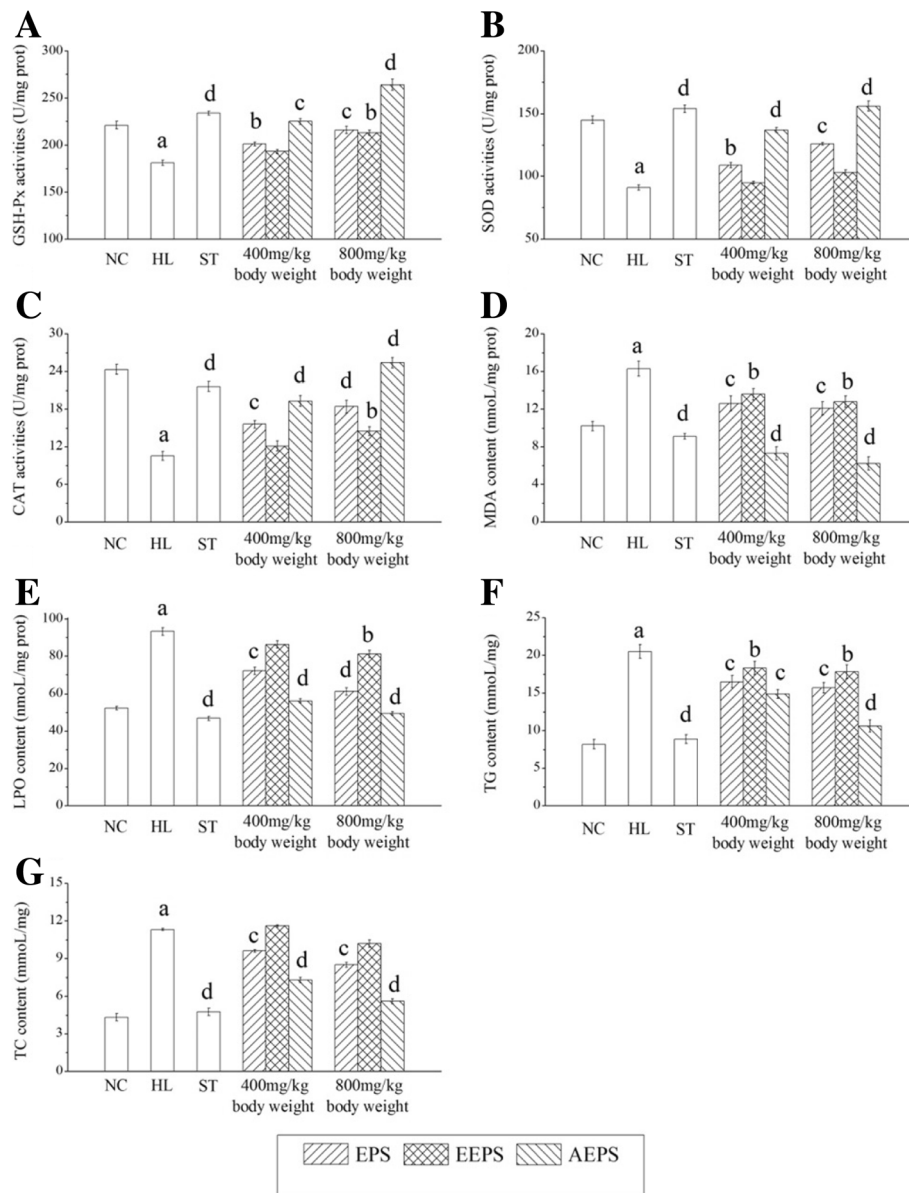 A
GSH-Px activities (U/mg prot)
300
250
200
150
100
a
d
b
c
c
b
d
NC HL ST 400mg/kg body weight 800mg/kg body weight
B
SOD activities (U/mg prot)
200
150
100
50
a
d
b
d
c
d
NC HL ST 400mg/kg body weight 800mg/kg body weight
C
CAT activities (U/mg prot)
30
24
18
12
6
0
a
d
c
d
d
b
d
NC HL ST 400mg/kg body weight 800mg/kg body weight
D
MDA content (nmoL/mg prot)
20
16
12
8
4
0
a
d
c
b
d
c
b
d
NC HL ST 400mg/kg body weight 800mg/kg body weight
E
LPO content (nmoL/mg prot)
100
80
60
40
20
0
a
d
c
d
d
b
d
NC HL ST 400mg/kg body weight 800mg/kg body weight
F
TG content (mmoL/mg)
25
20
15
10
5
0
a
d
c
b
c
c
b
d
NC HL ST 400mg/kg body weight 800mg/kg body weight
G
TC content (mmoL/mg)
15
12
9
6
3
0
a
d
c
d
c
d
NC HL ST 400mg/kg body weight 800mg/kg body weight
EPS EEPS AEPS